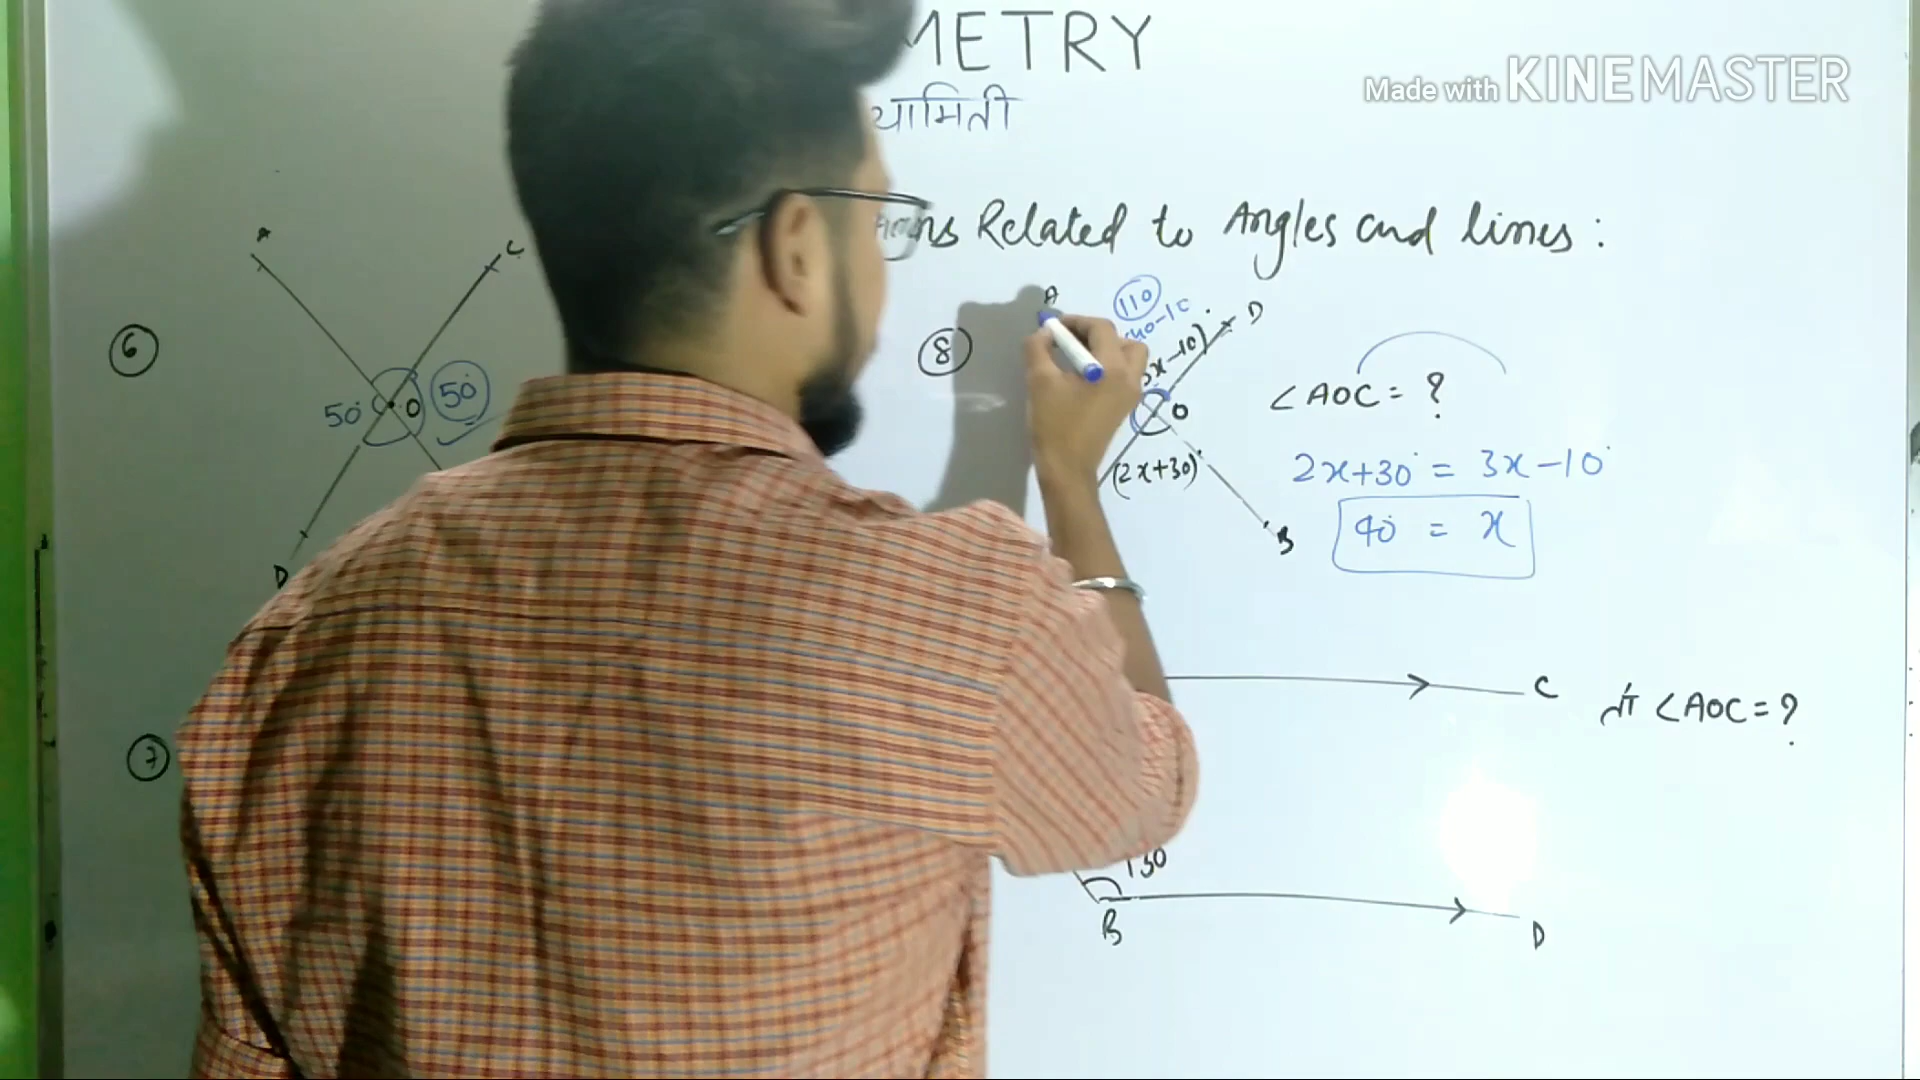 METRY
यामिती
Made with KINEMASTER
Related to Angles and lines :
6
A
C
50°
O
50°
D
8
A
110
D
3x-10)
O
(2x+30)
B
∠AOC = ?
2x+30° = 3x-10°
40° = x
7
C
तो ∠AOC = ?
130
B
D